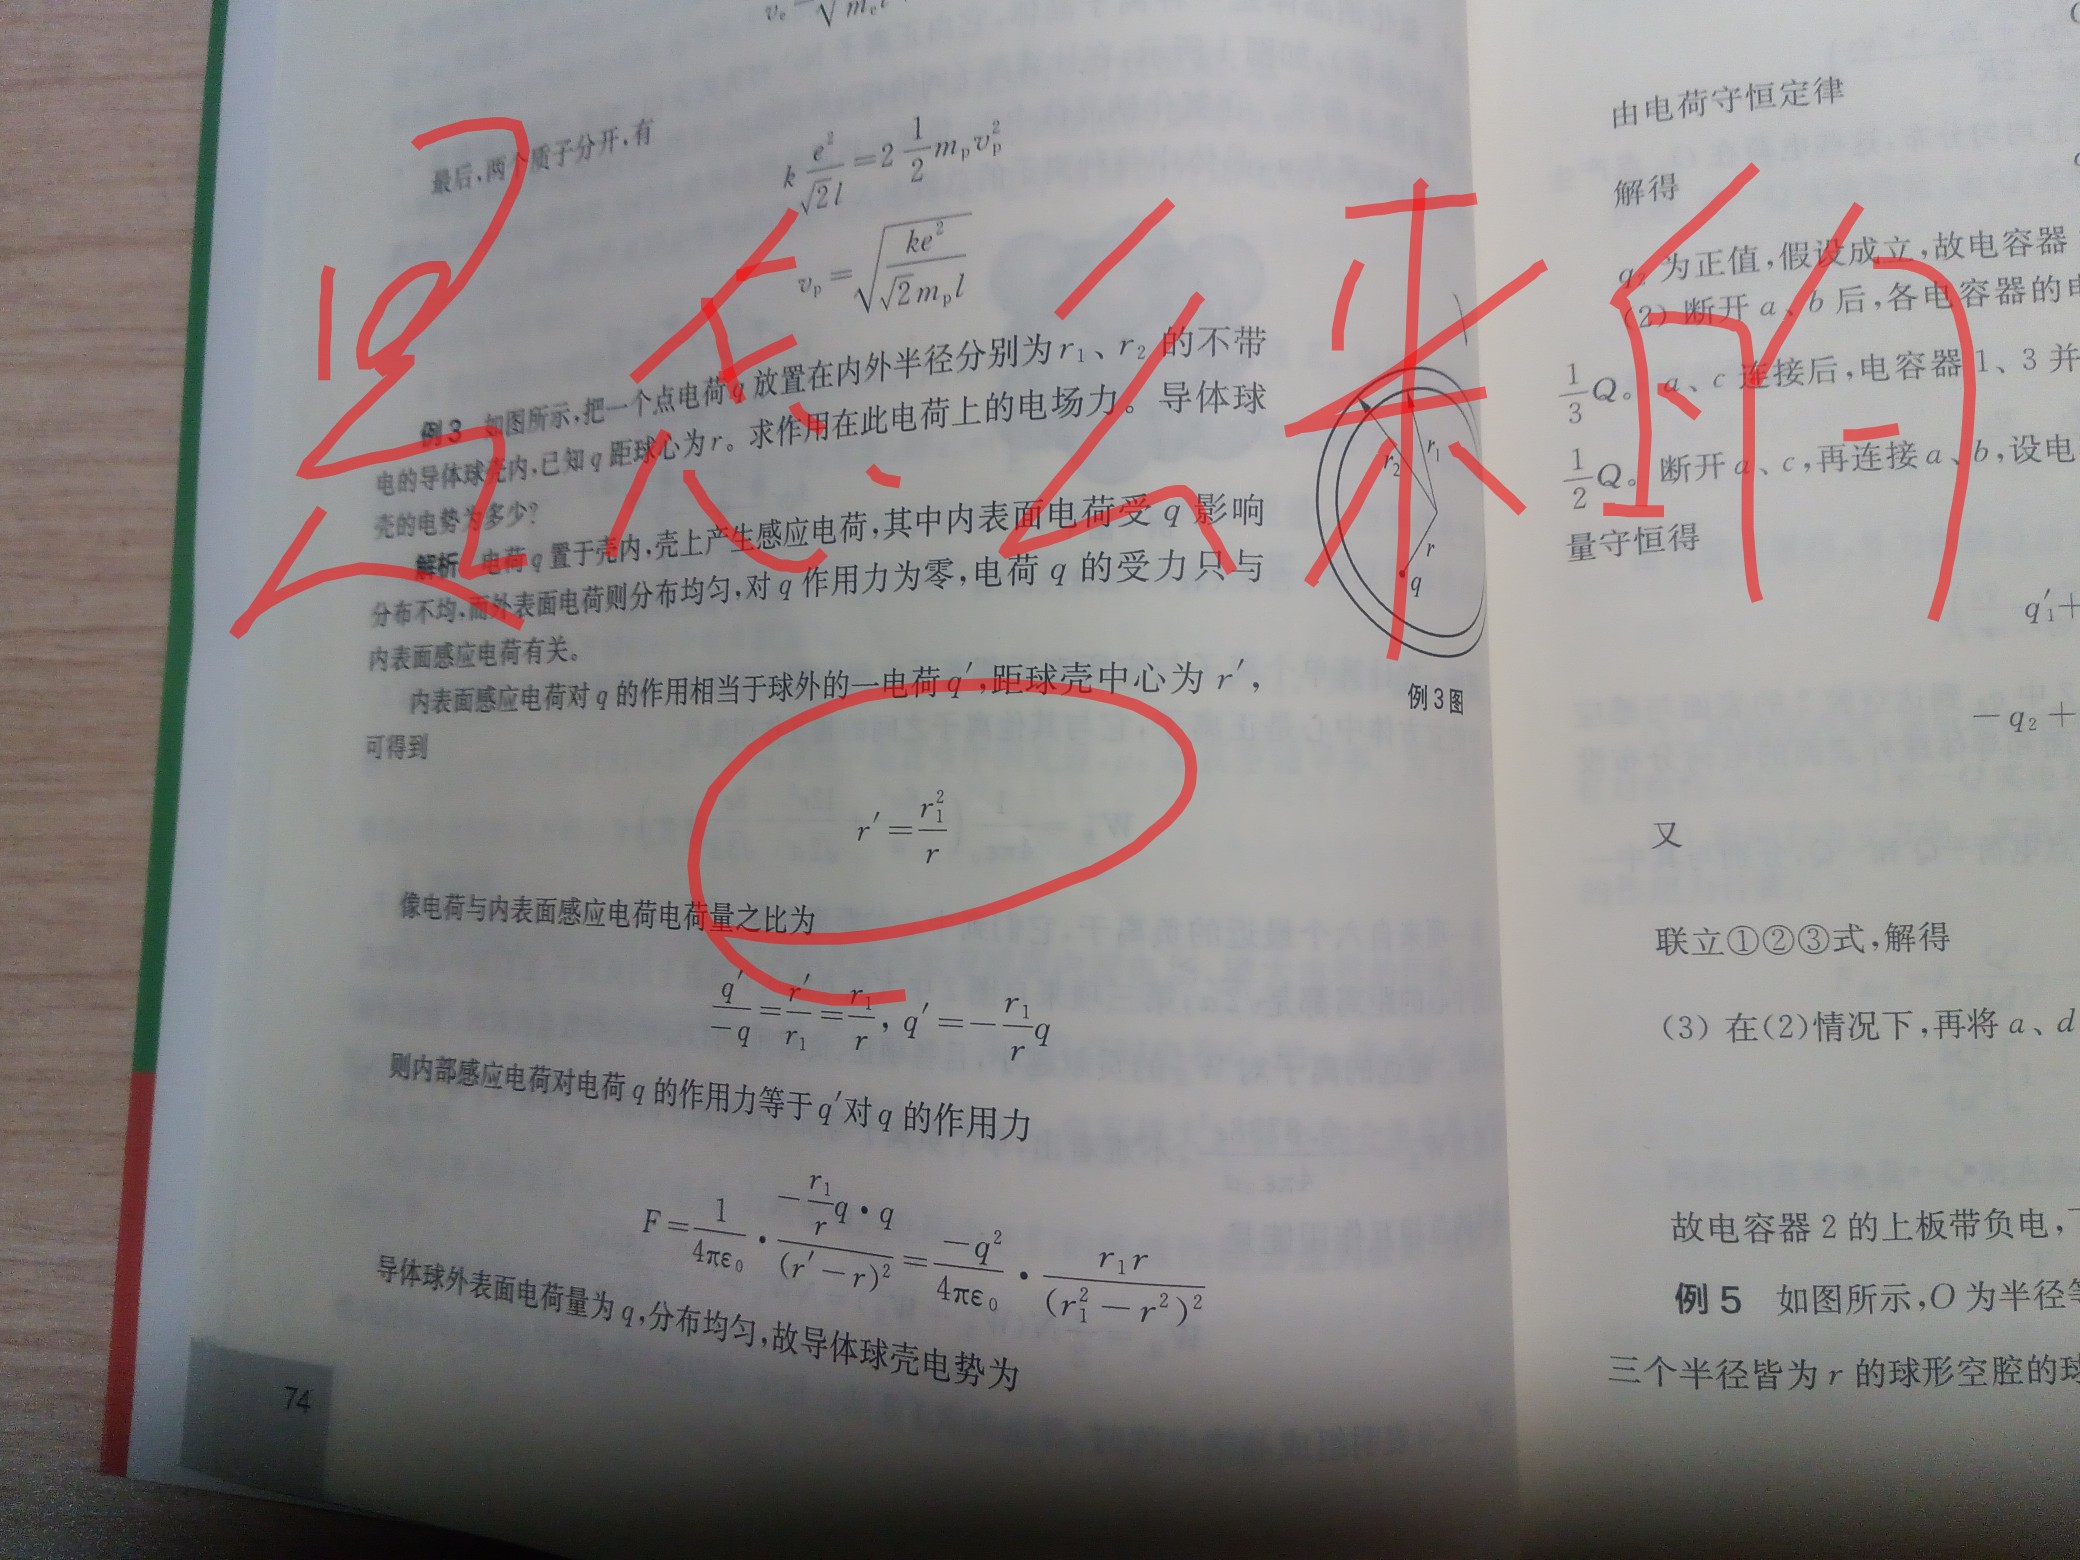 是怎么来的
最后,两个质子分开,有
k e²/√2l = 2 1/2 mₚvₚ²
vₚ = √(ke²/√2mₚl)
例3 如图所示,把一个点电荷q放置在内外半径分别为r₁、r₂的不带
电的导体球壳内,已知q距球心为r。求作用在此电荷上的电场力。导体球
壳的电势为多少?
解析 电荷q置于壳内,壳上产生感应电荷,其中内表面电荷受q影响
分布不均,而外表面电荷则分布均匀,对q作用力为零,电荷q的受力只与
内表面感应电荷有关。
r₁
r₂
r
q
例3图
内表面感应电荷对q的作用相当于球外的一电荷q′,距球壳中心为r′,
可得到
r′ = r₁²/r
像电荷与内表面感应电荷电荷量之比为
q′/-q = r′/r₁ = r₁/r, q′ = -r₁/r q
则内部感应电荷对电荷q的作用力等于q′对q的作用力
F = 1/4πε₀ · (-r₁/r q·q)/(r′-r)² = -q²/4πε₀ · r₁r/(r₁²-r²)²
导体球外表面电荷量为q,分布均匀,故导体球壳电势为
74
由电荷守恒定律
解得
q₂为正值,假设成立,故电容器
(2) 断开a、b后,各电容器的电
1/3 Q。a、c连接后,电容器1、3并
1/2 Q。断开a、c,再连接a、b,设电
量守恒得
q′₁+
-q₂+
又
联立①②③式,解得
(3) 在(2)情况下,再将a、d
故电容器2的上板带负电,
例5 如图所示,O为半径
三个半径皆为r的球形空腔的球